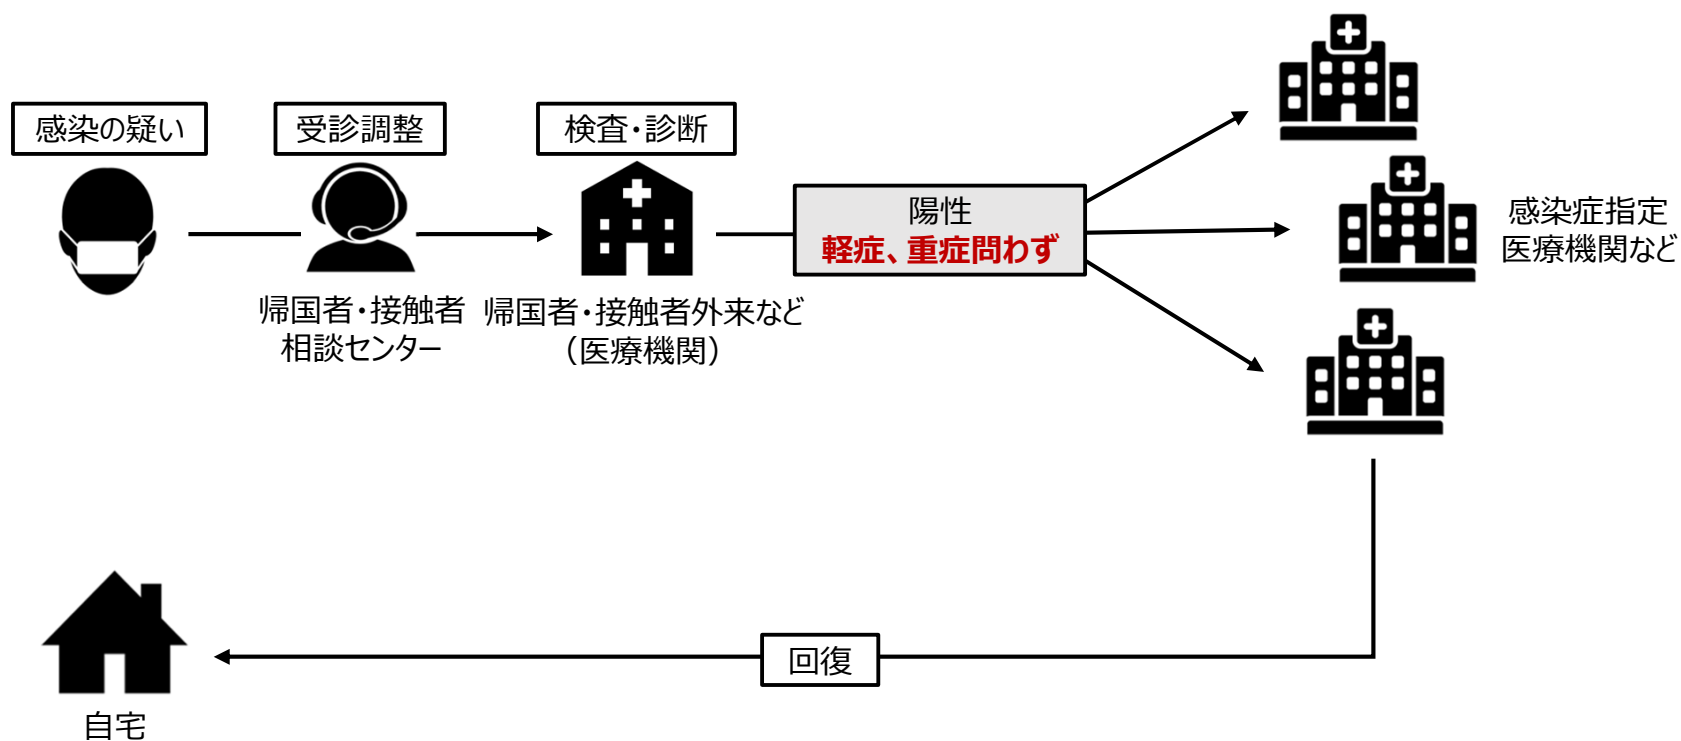 感染の疑い
受診調整
検査・診断
帰国者・接触者
相談センター
帰国者・接触者外来など
（医療機関）
陽性
軽症、重症問わず
感染症指定
医療機関など
回復
自宅